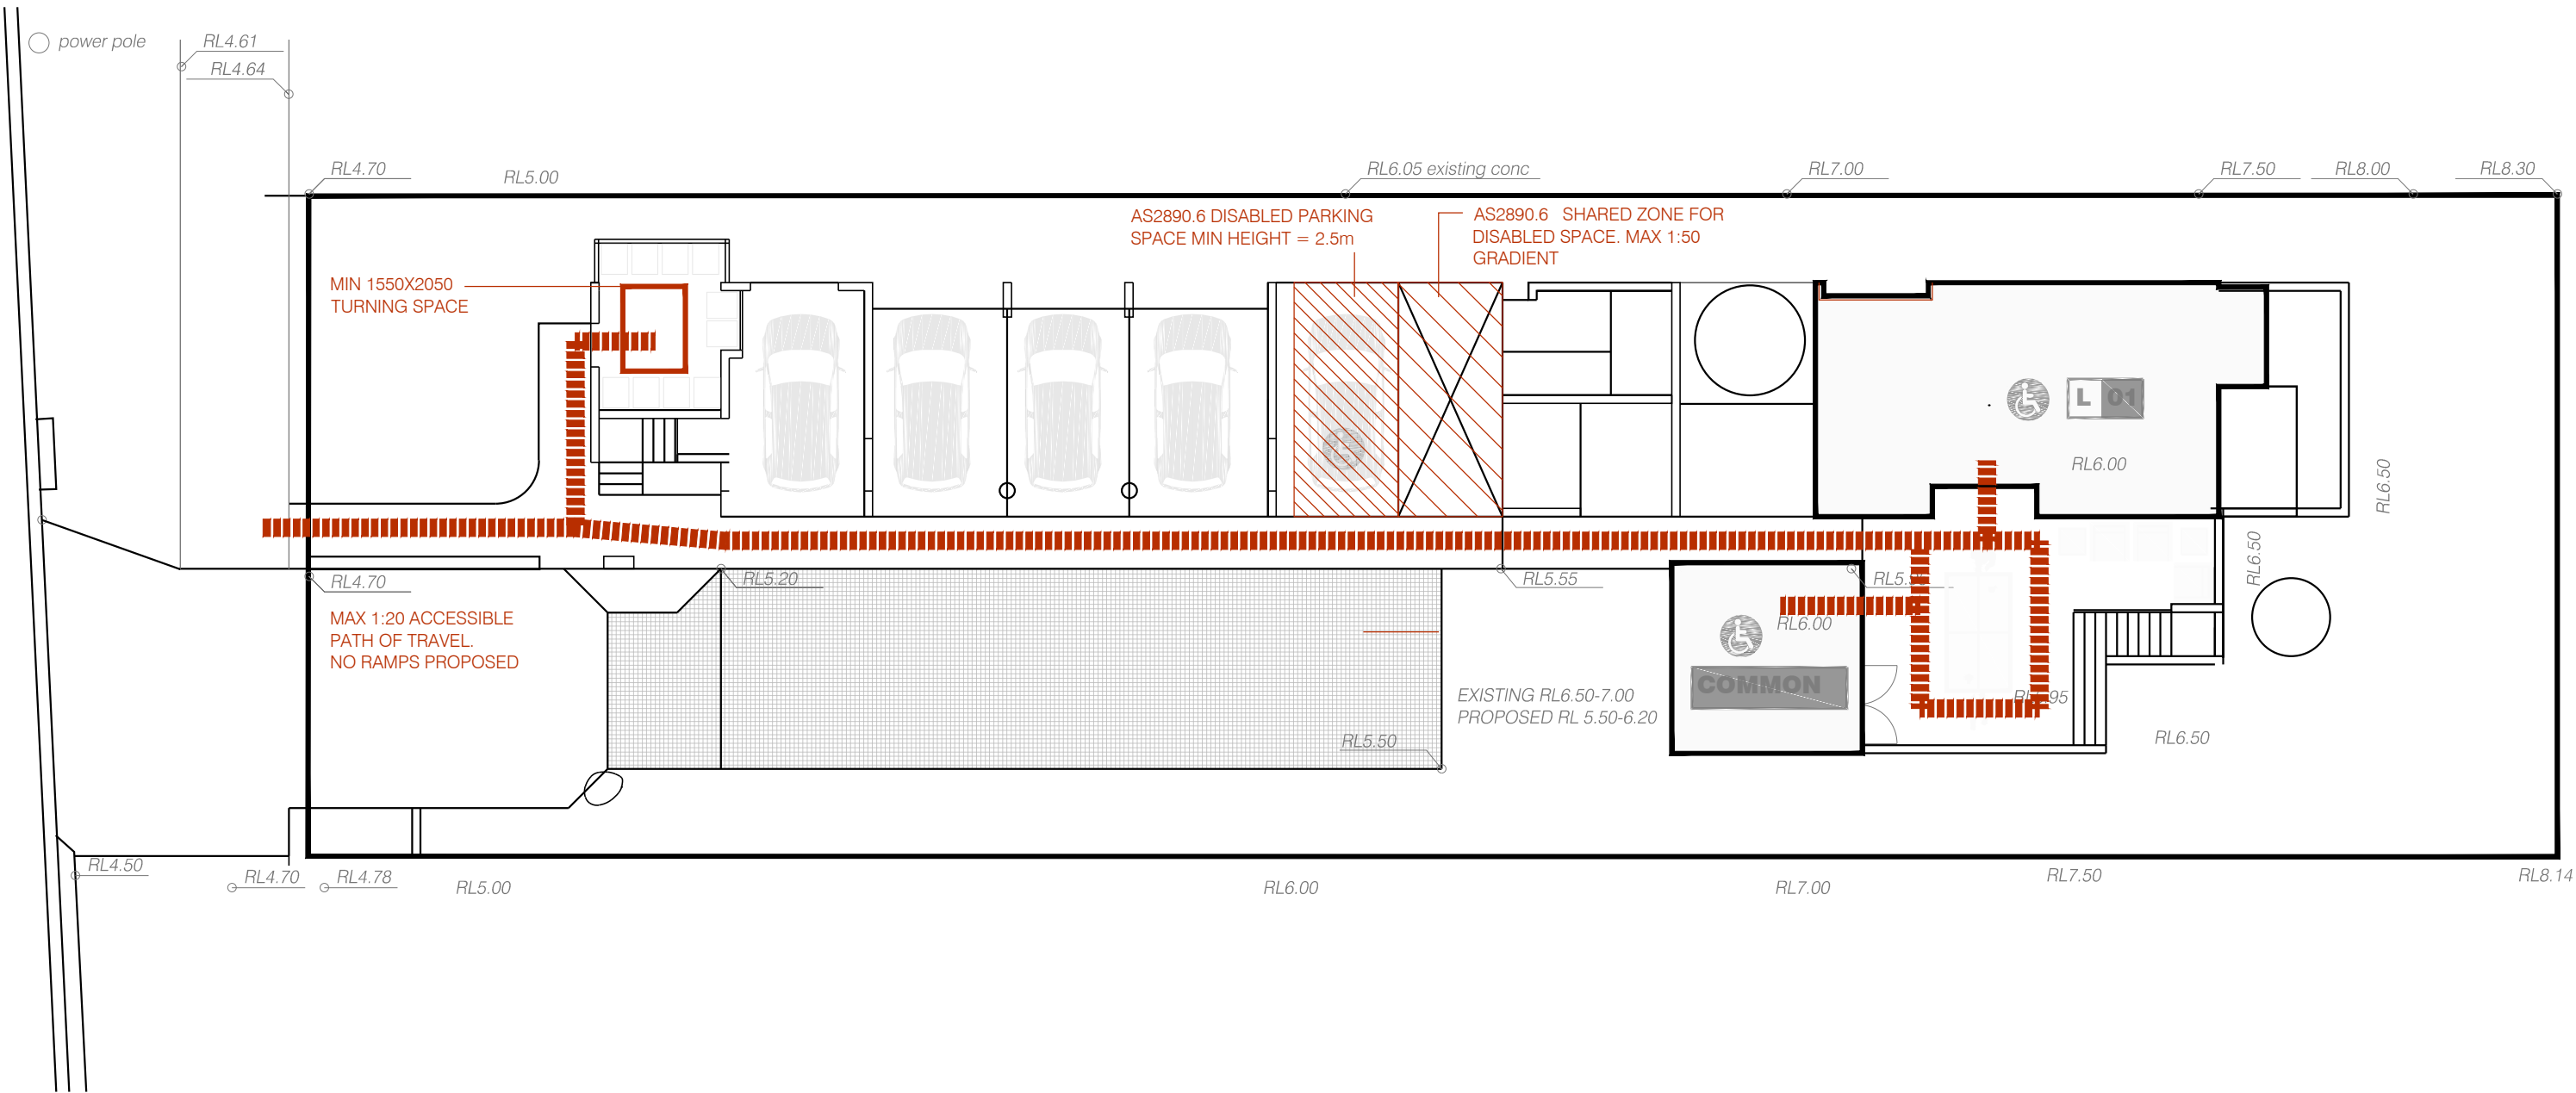 power pole
RL4.61
RL4.64
RL4.70
RL5.00
RL6.05 existing conc
RL7.00
RL7.50
RL8.00
RL8.30
AS2890.6 DISABLED PARKING
SPACE MIN HEIGHT = 2.5m
AS2890.6 SHARED ZONE FOR
DISABLED SPACE. MAX 1:50
GRADIENT
MIN 1550X2050
TURNING SPACE
L 01
RL6.00
RL6.50
RL6.50
RL4.70
RL5.20
RL5.55
MAX 1:20 ACCESSIBLE
PATH OF TRAVEL.
NO RAMPS PROPOSED
RL6.00
COMMON
EXISTING RL6.50-7.00
PROPOSED RL 5.50-6.20
RL5.50
RL6.50
RL4.50
RL4.70
RL4.78
RL5.00
RL6.00
RL7.00
RL7.50
RL8.14